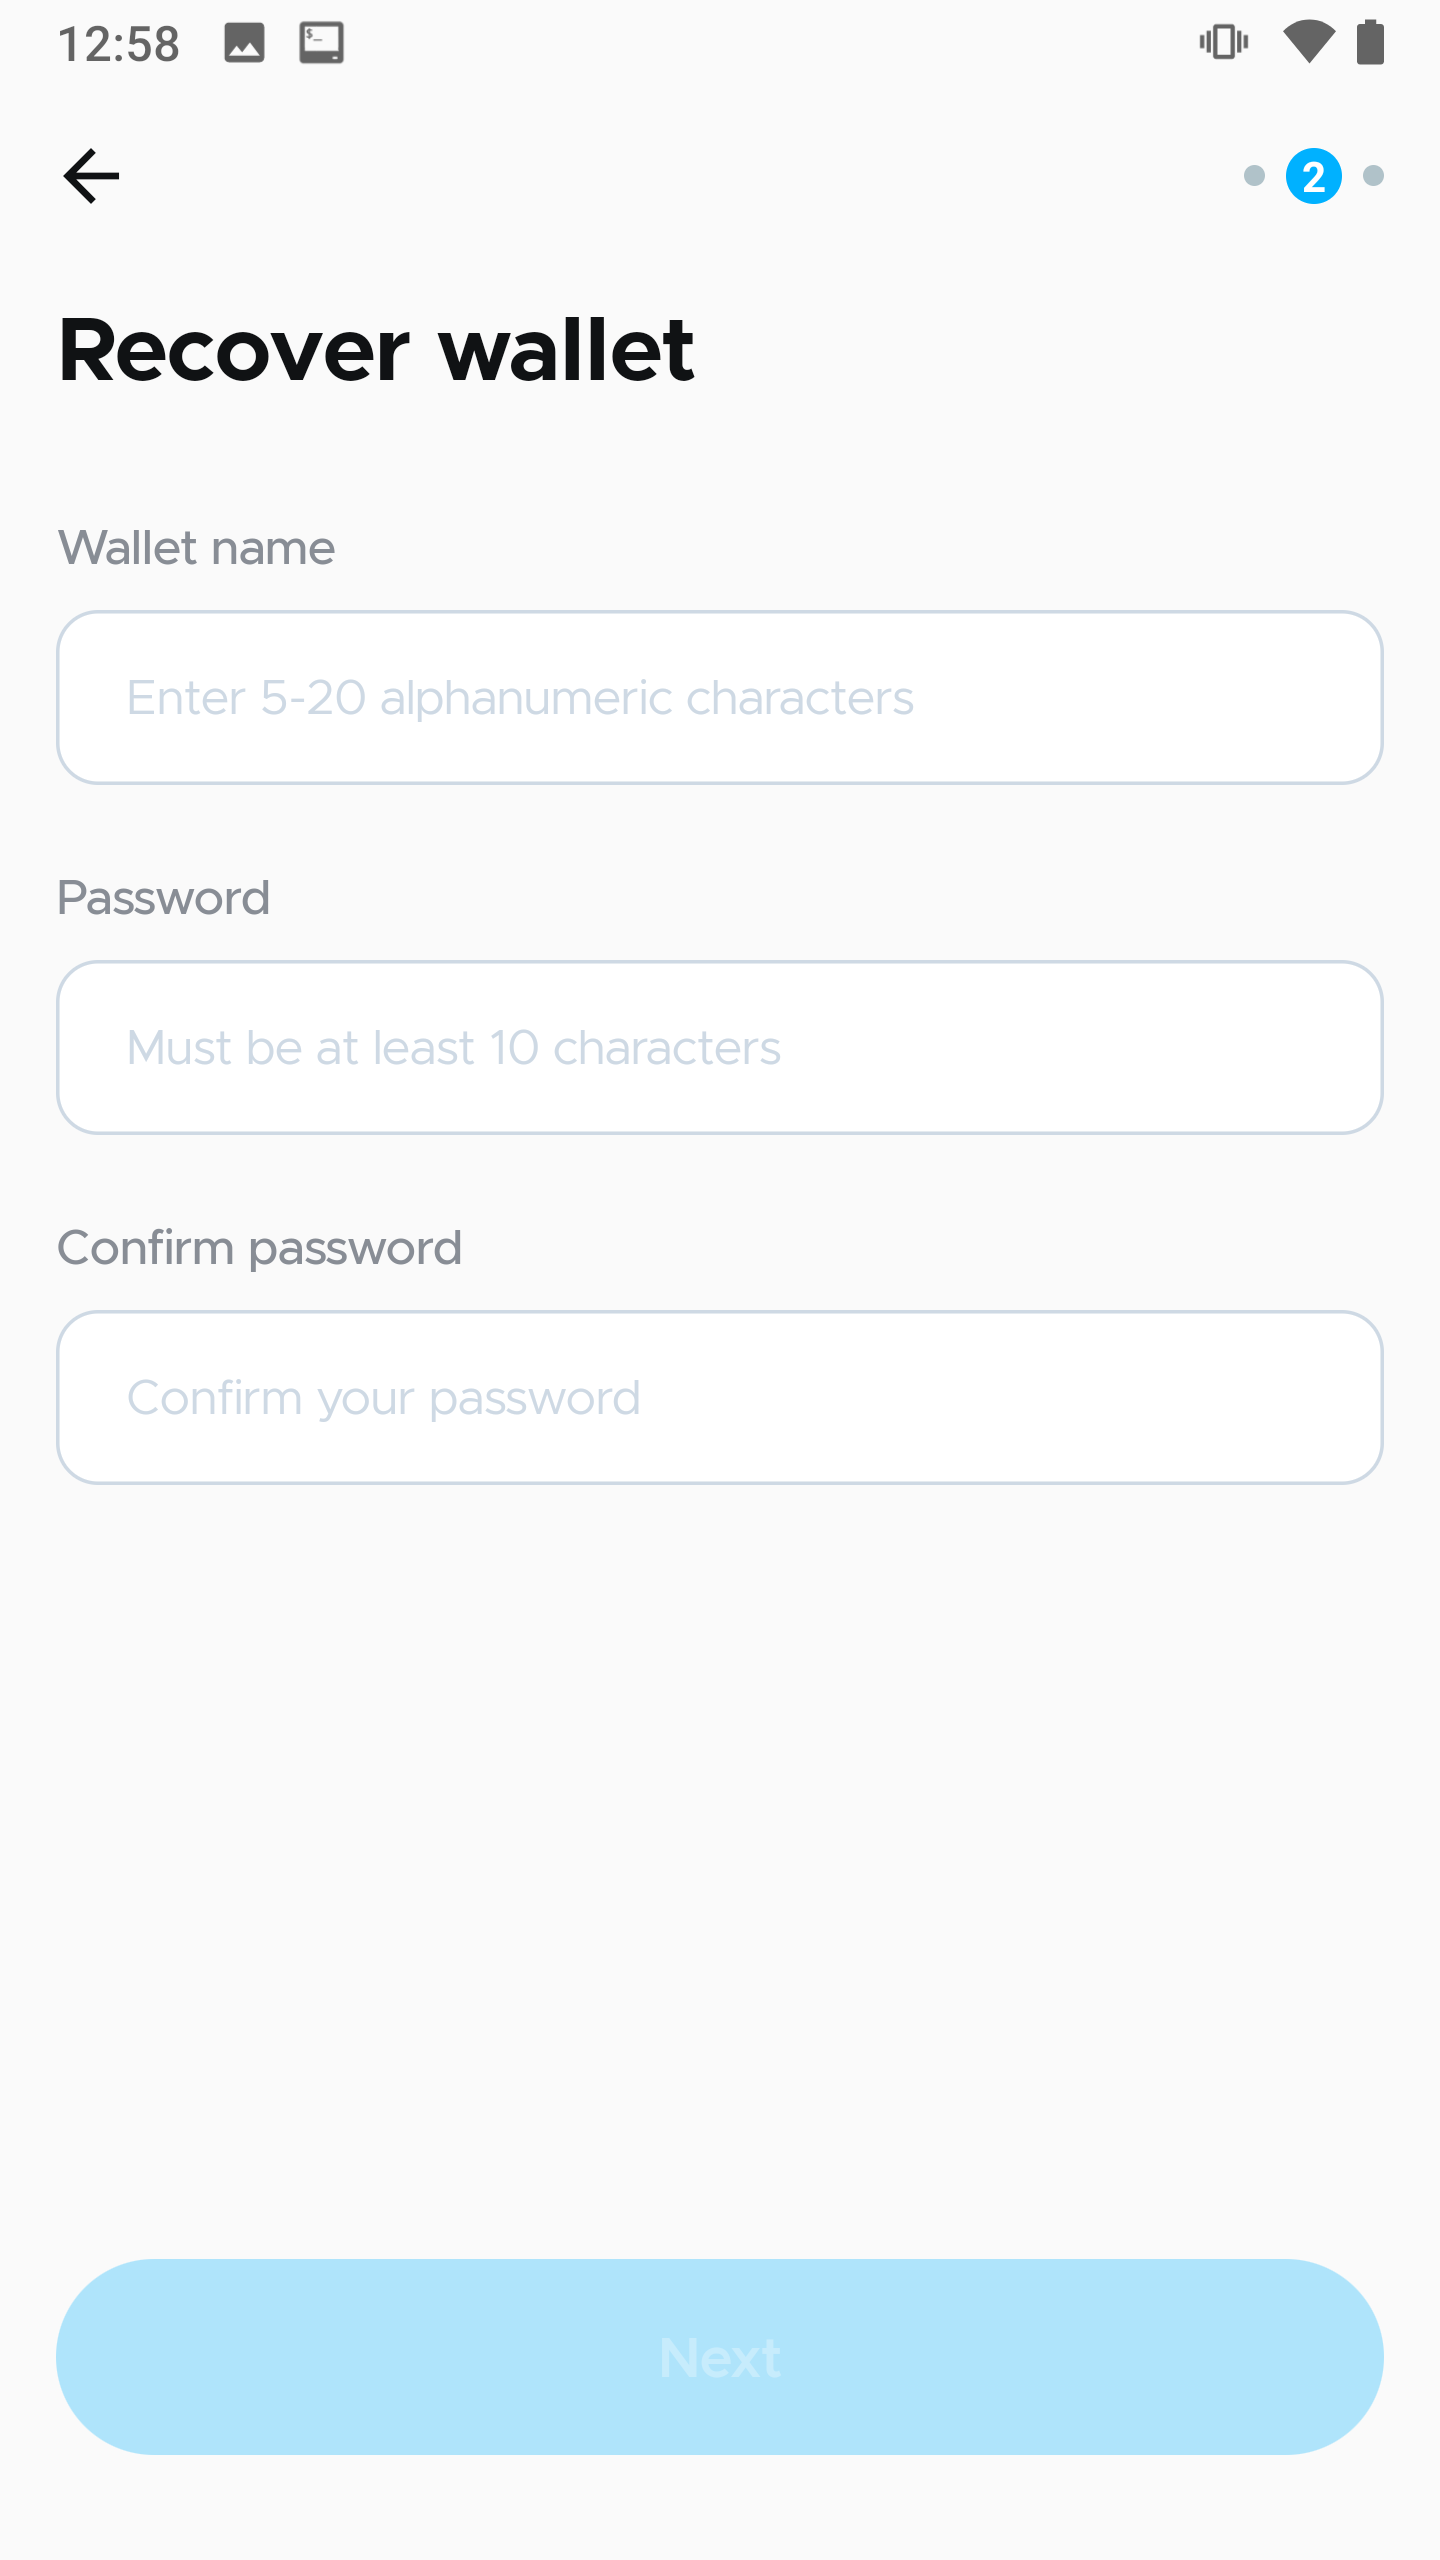 12:58
2
Recover wallet
Wallet name
Enter 5-20 alphanumeric characters
Password
Must be at least 10 characters
Confirm password
Confirm your password
Next